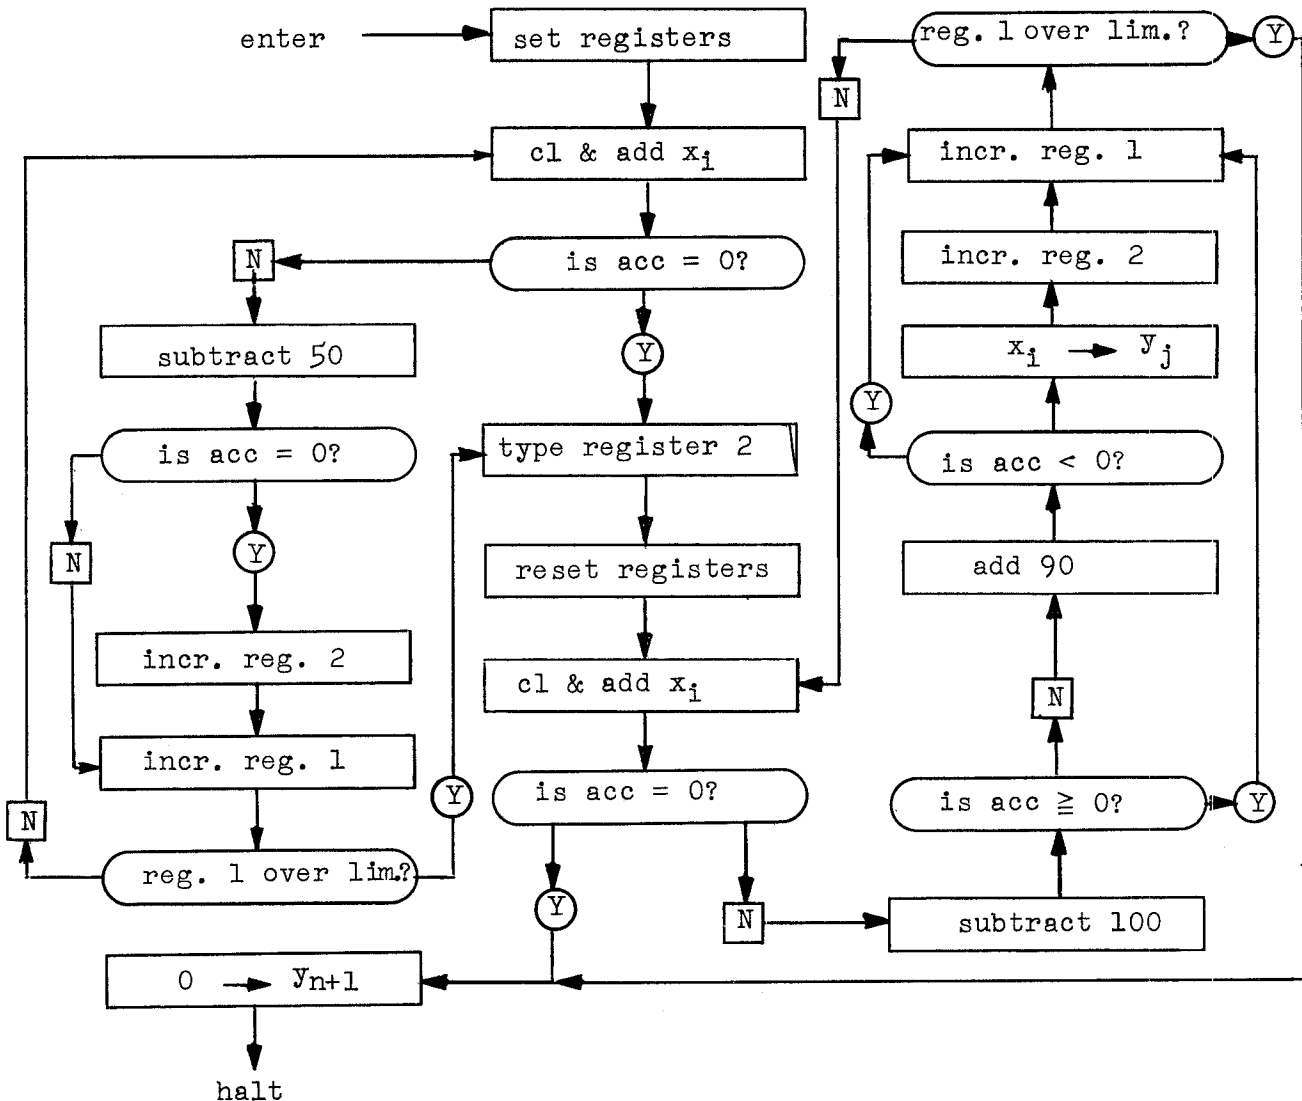 enter
set registers
cl & add xi
is acc = 0?
N
subtract 50
is acc = 0?
N
Y
incr. reg. 2
incr. reg. 1
reg. 1 over lim.?
N
Y
Y
type register 2
reset registers
cl & add xi
is acc = 0?
Y
N
subtract 100
is acc ≧ 0?
Y
N
add 90
is acc < 0?
Y
xi → yj
incr. reg. 2
incr. reg. 1
reg. 1 over lim.?
N
Y
0 → yn+1
halt